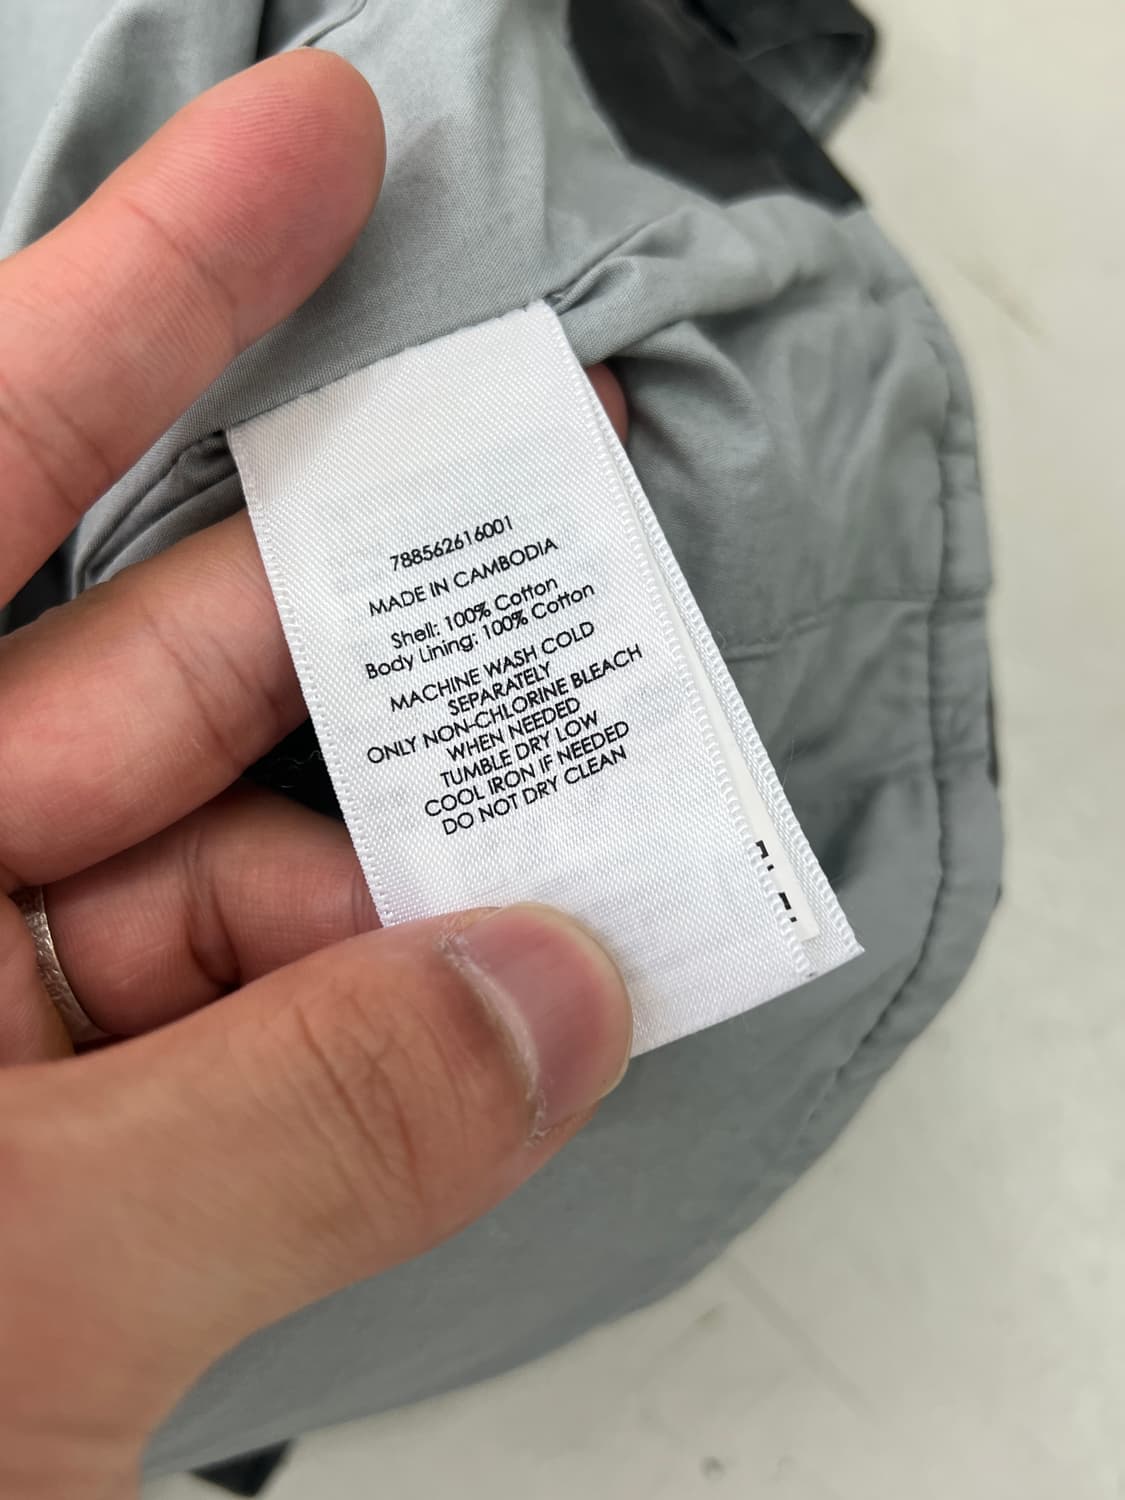 788562616001
MADE IN CAMBODIA
Shell: 100% Cotton
Body Lining: 100% Cotton
MACHINE WASH COLD
SEPARATELY
ONLY NON-CHLORINE BLEACH
WHEN NEEDED
TUMBLE DRY LOW
COOL IRON IF NEEDED
DO NOT DRY CLEAN